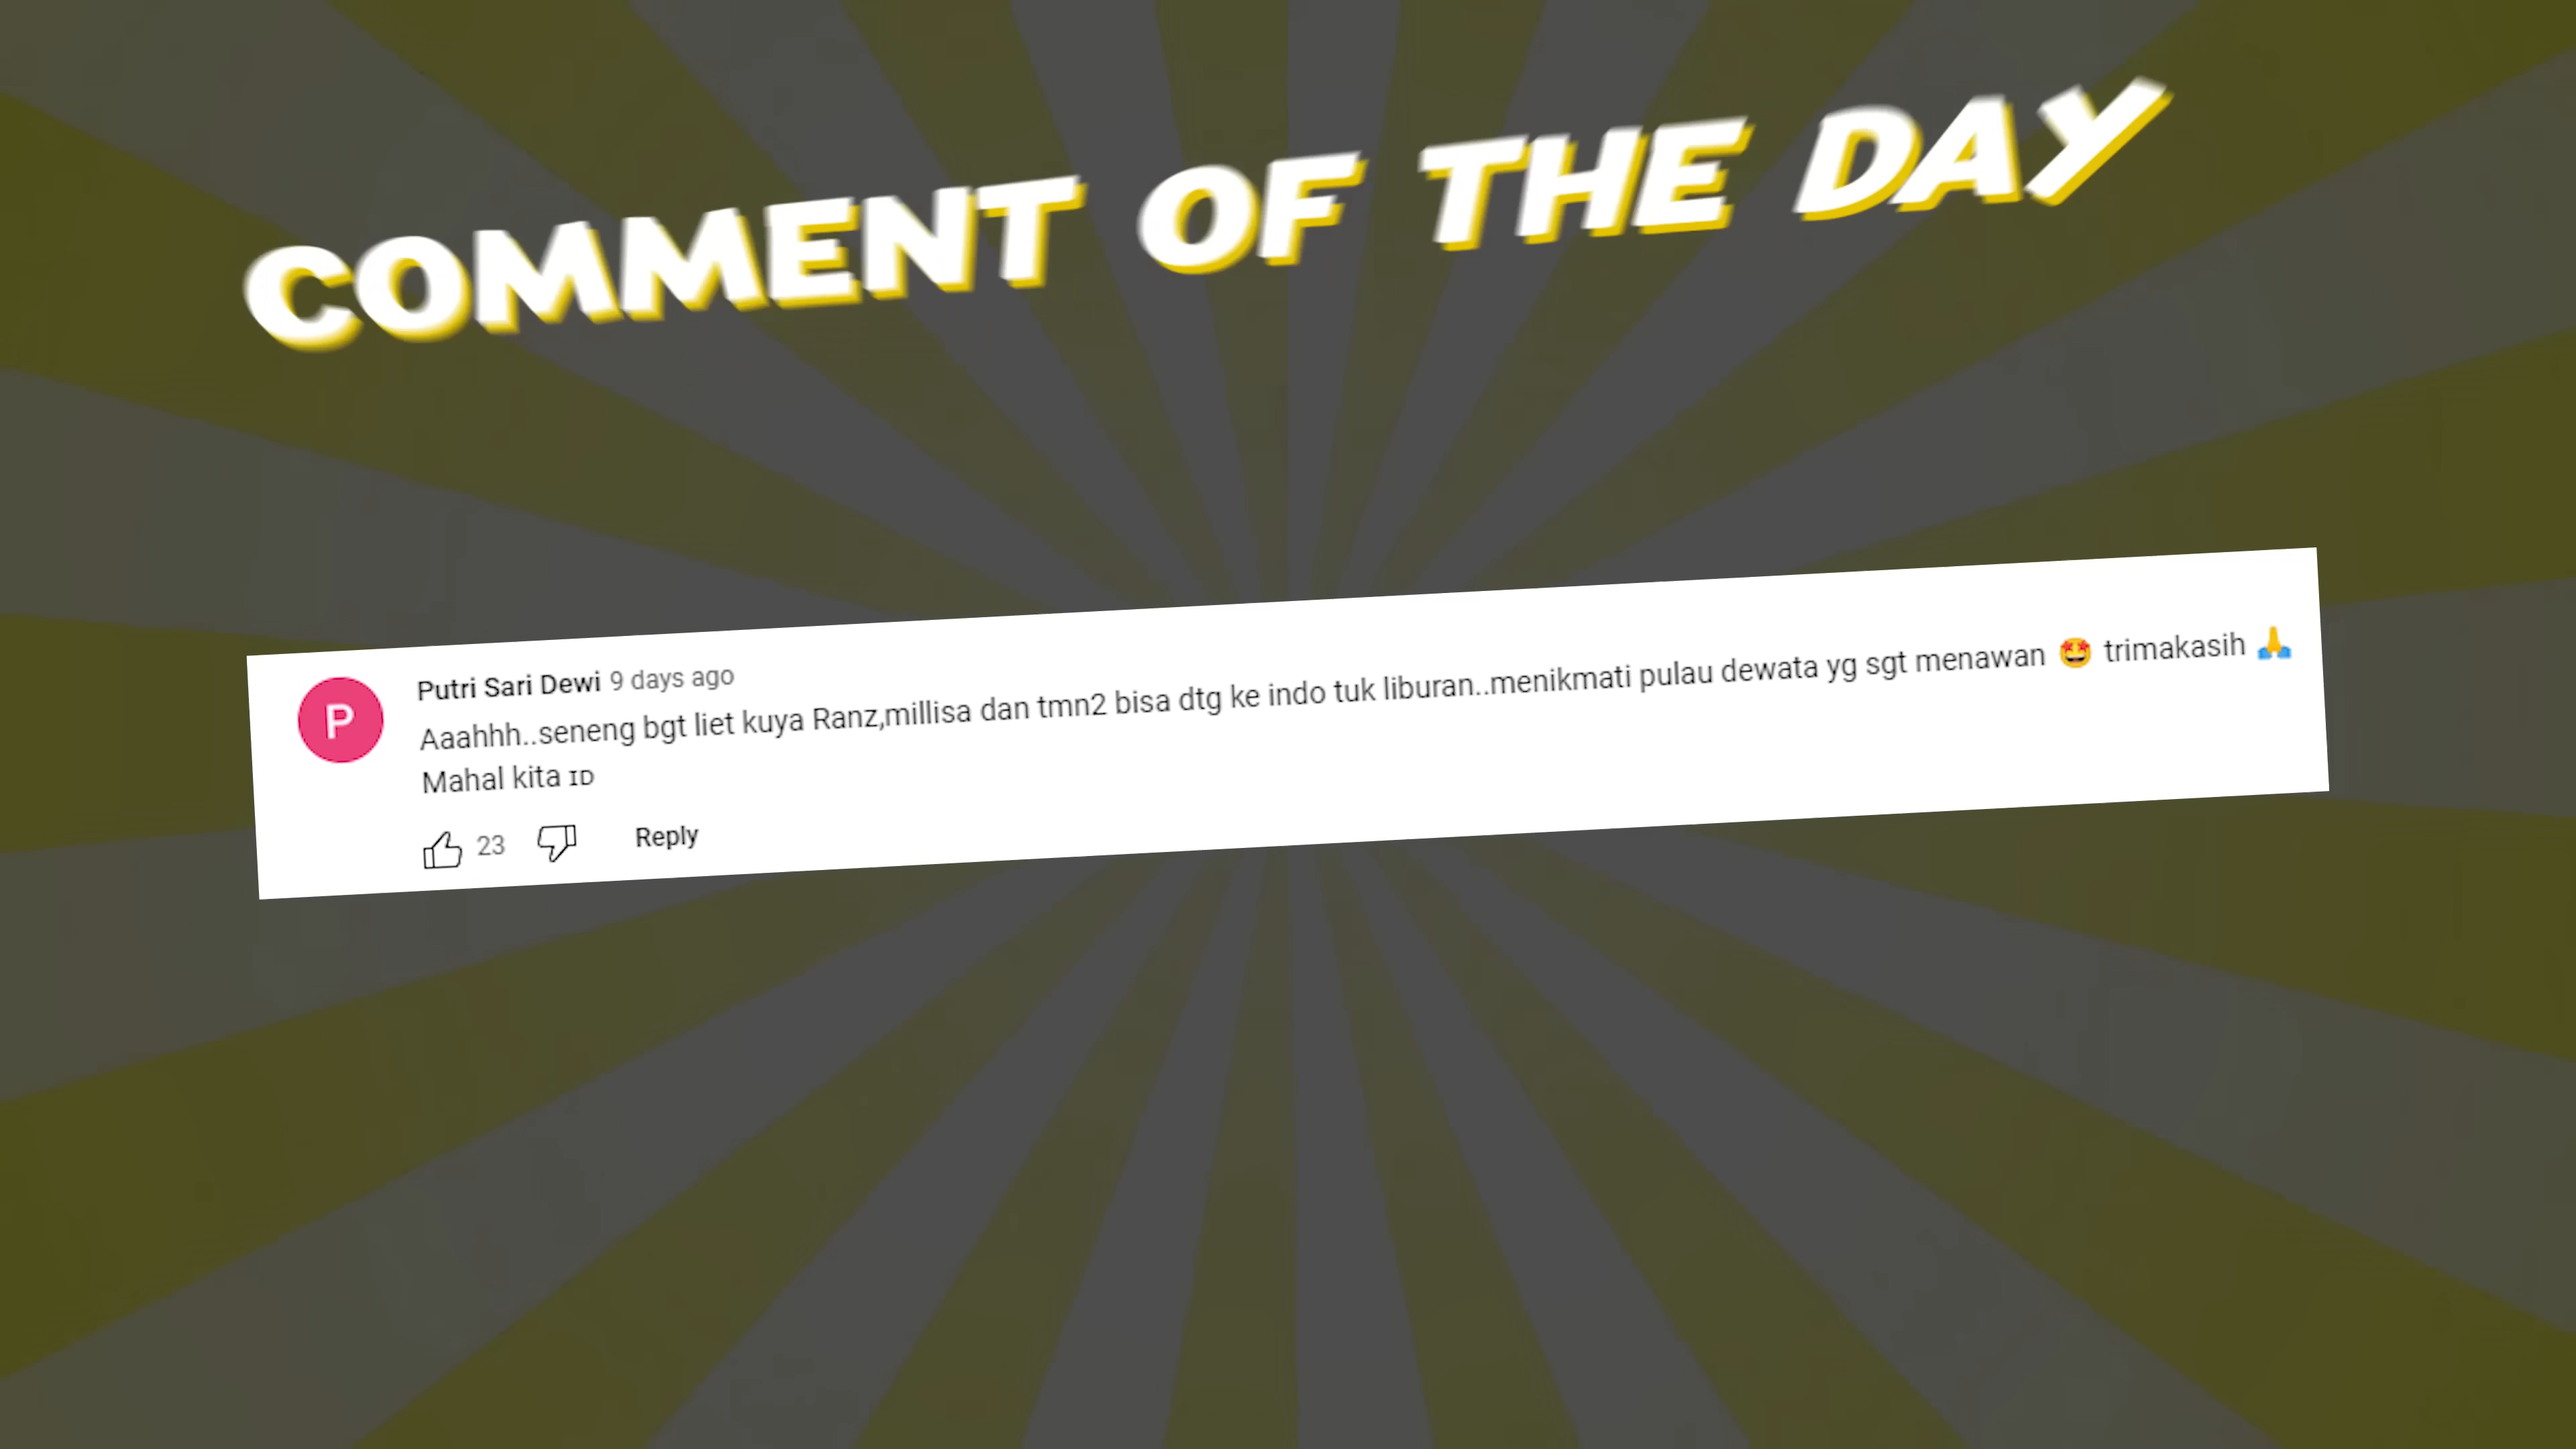 COMMENT OF THE DAY
P
Putri Sari Dewi 9 days ago
Aaahhh..seneng bgt liet kuya Ranz,millisa dan tmn2 bisa dtg ke indo tuk liburan..menikmati pulau dewata yg sgt menawan 🤩 trimakasih 🙏
Mahal kita ɪᴅ
23 Reply